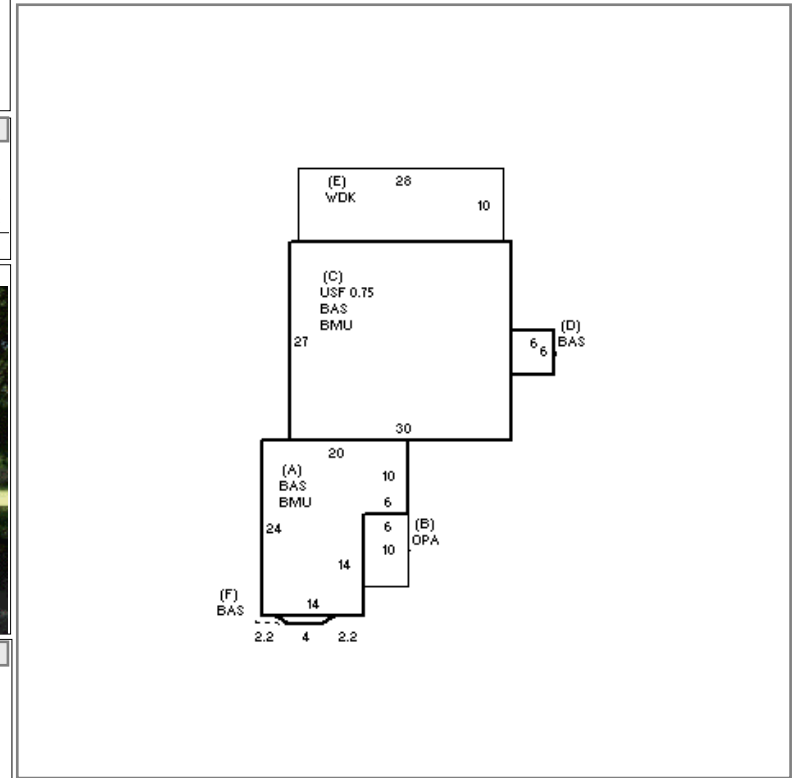 (E)
WDK
28
10
(C)
USF 0.75
BAS
BMU
27
30
(D)
BAS
6
6
20
(A)
BAS
BMU
10
6
24
14
14
(B)
OPA
6
10
(F)
BAS
2.2 4 2.2